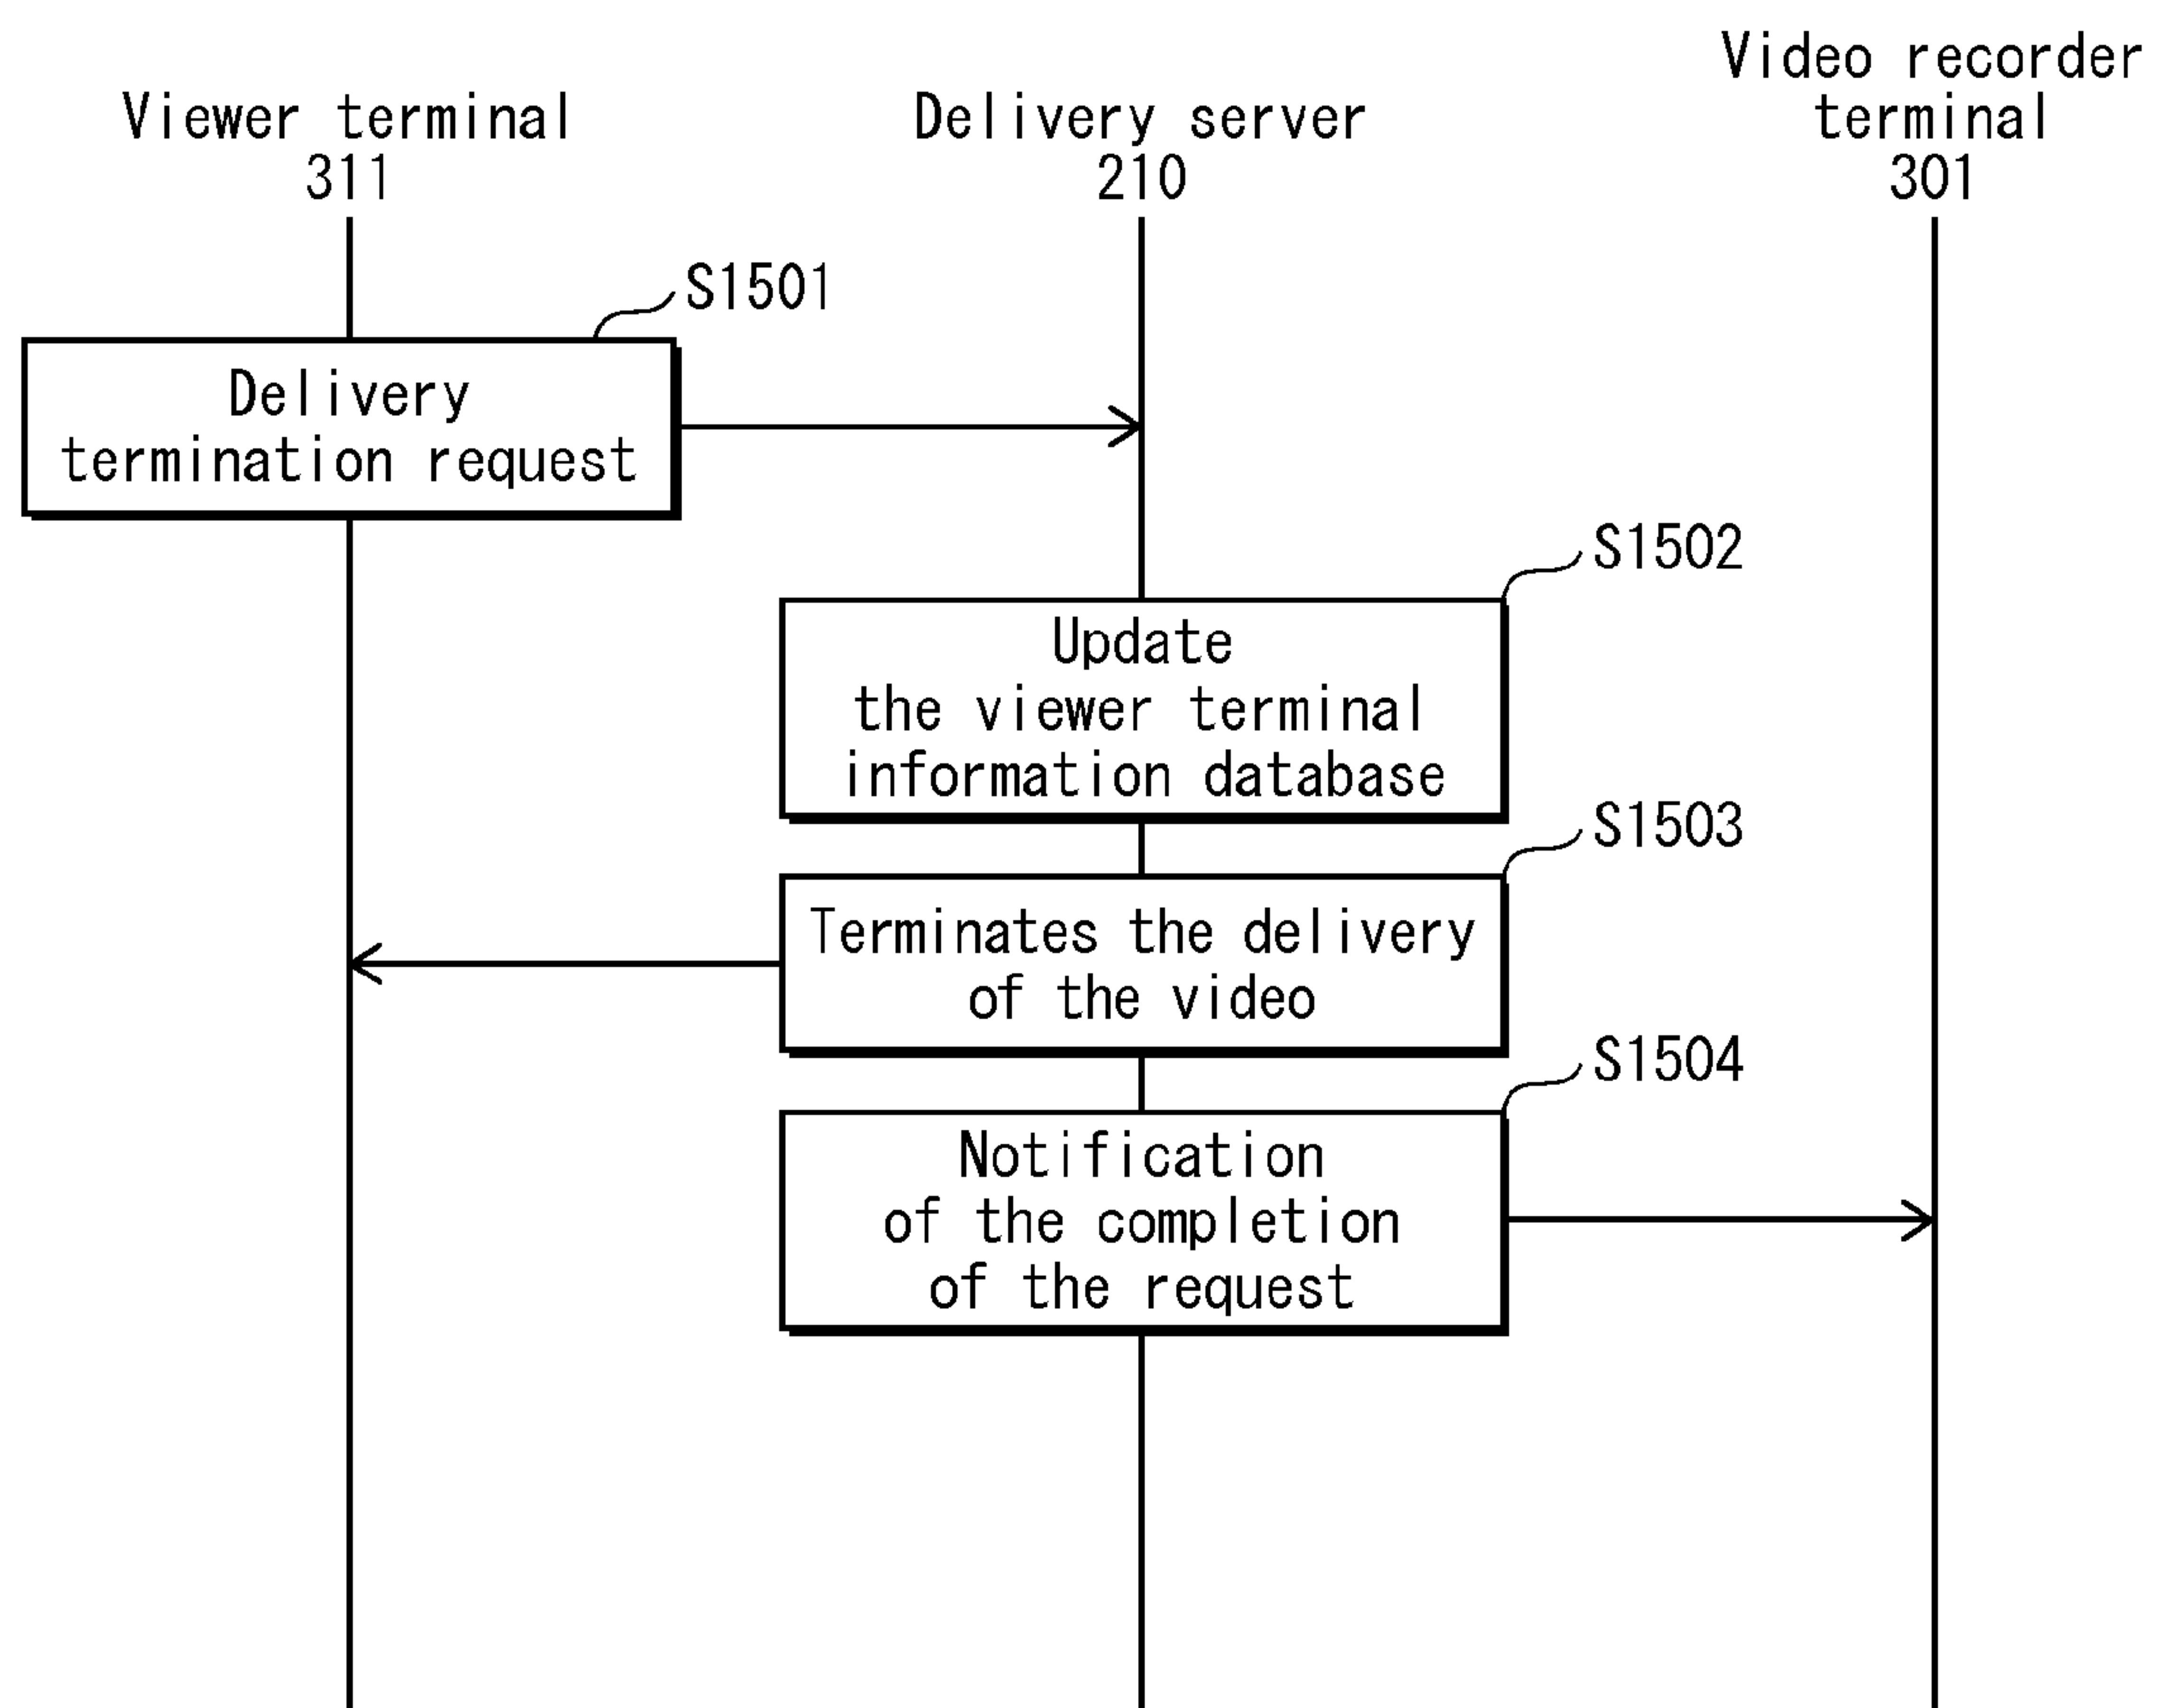 Viewer terminal
311
Delivery server
210
Video recorder
terminal
301
S1501
Delivery
termination request
S1502
Update
the viewer terminal
information database
S1503
Terminates the delivery
of the video
S1504
Notification
of the completion
of the request